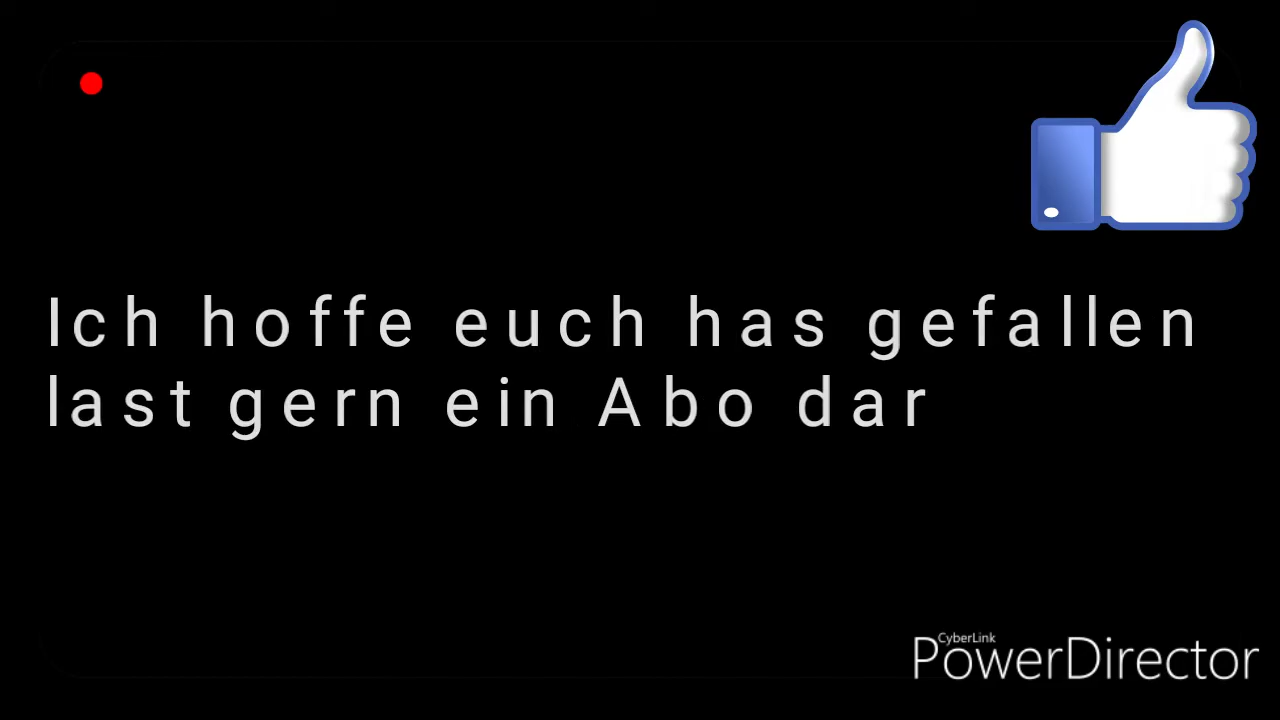 Ich hoffe euch has gefallen
last gern ein Abo dar
CyberLink
PowerDirector